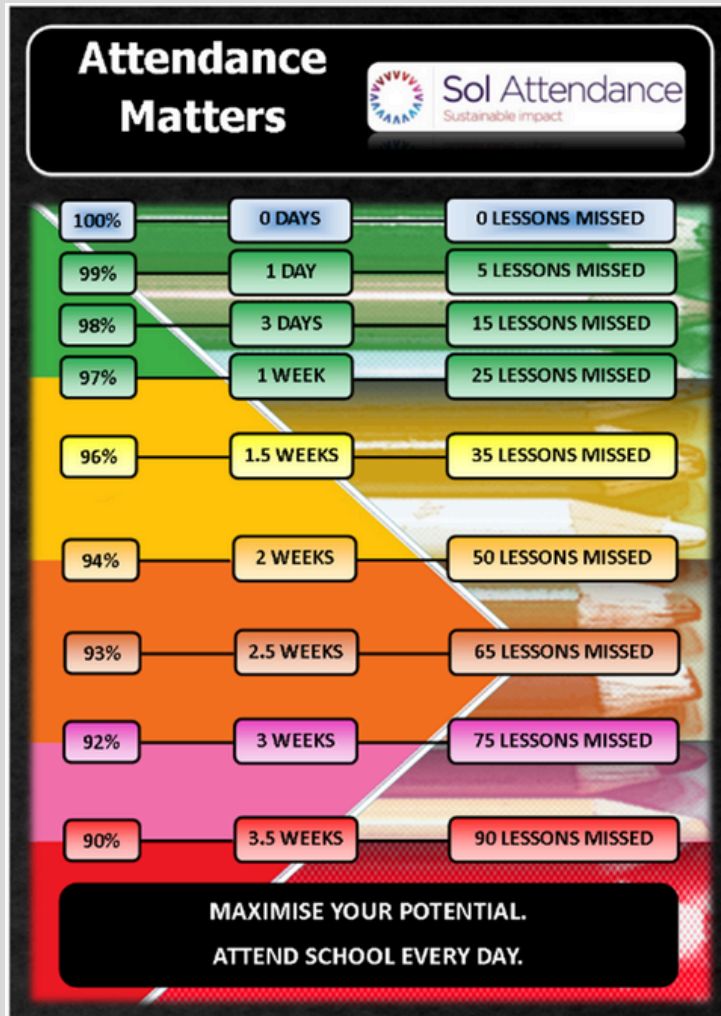 Attendance
Matters
Sol Attendance
Sustainable impact
100% 0 DAYS 0 LESSONS MISSED
99% 1 DAY 5 LESSONS MISSED
98% 3 DAYS 15 LESSONS MISSED
97% 1 WEEK 25 LESSONS MISSED
96% 1.5 WEEKS 35 LESSONS MISSED
94% 2 WEEKS 50 LESSONS MISSED
93% 2.5 WEEKS 65 LESSONS MISSED
92% 3 WEEKS 75 LESSONS MISSED
90% 3.5 WEEKS 90 LESSONS MISSED
MAXIMISE YOUR POTENTIAL.
ATTEND SCHOOL EVERY DAY.